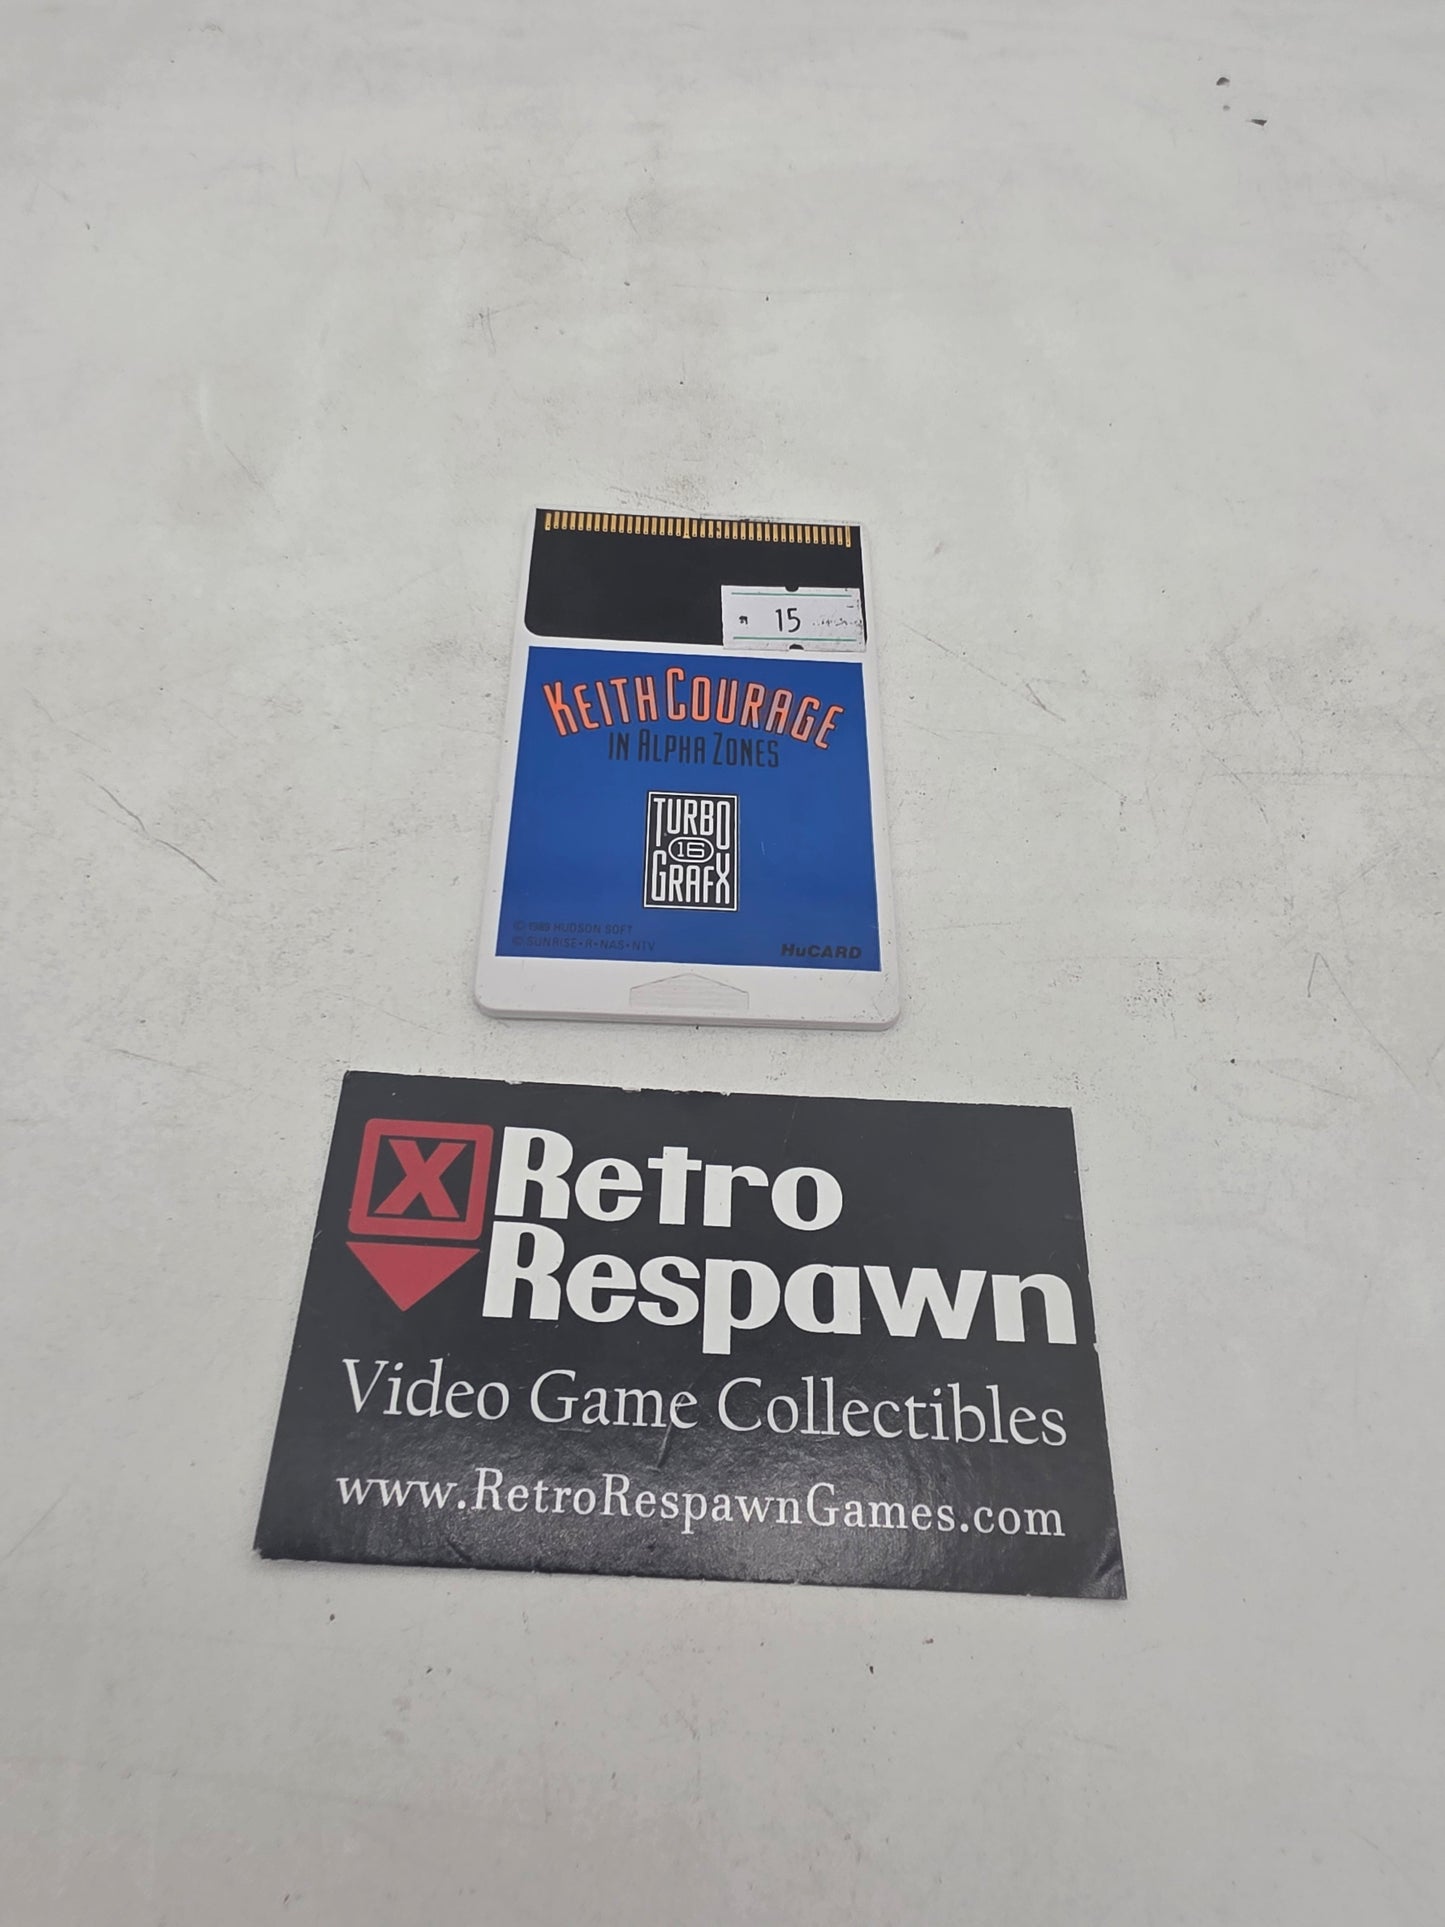 15
KEITH COURAGE
IN ALPHA ZONES
TURBO
16
GRAFX
© 1989 HUDSON SOFT
© SUNRISE • R • NAS • NTV
HuCARD
X Retro
Respawn
Video Game Collectibles
www.RetroRespawnGames.com